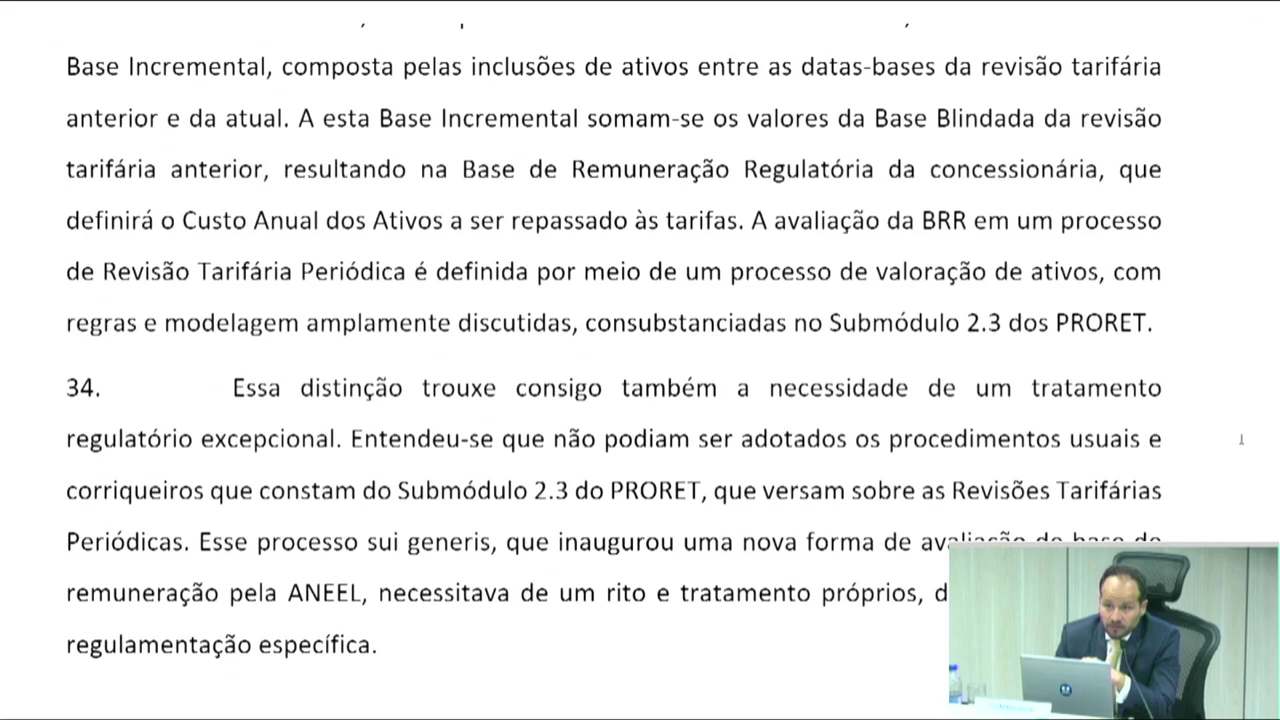 Base Incremental, composta pelas inclusões de ativos entre as datas-bases da revisão tarifária
anterior e da atual. A esta Base Incremental somam-se os valores da Base Blindada da revisão
tarifária anterior, resultando na Base de Remuneração Regulatória da concessionária, que
definirá o Custo Anual dos Ativos a ser repassado às tarifas. A avaliação da BRR em um processo
de Revisão Tarifária Periódica é definida por meio de um processo de valoração de ativos, com
regras e modelagem amplamente discutidas, consubstanciadas no Submódulo 2.3 dos PRORET.
34. Essa distinção trouxe consigo também a necessidade de um tratamento
regulatório excepcional. Entendeu-se que não podiam ser adotados os procedimentos usuais e
corriqueiros que constam do Submódulo 2.3 do PRORET, que versam sobre as Revisões Tarifárias
Periódicas. Esse processo sui generis, que inaugurou uma nova forma de avaliação de base de
remuneração pela ANEEL, necessitava de um rito e tratamento próprios,
regulamentação específica.